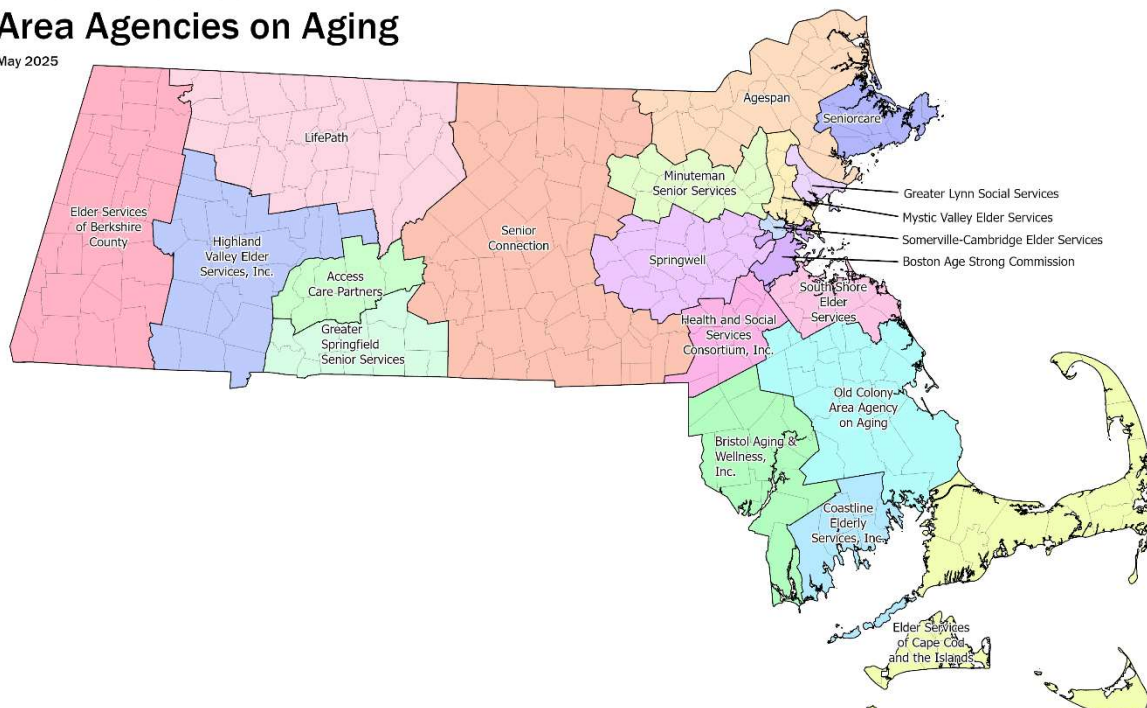 Area Agencies on Aging
May 2025
Agespan
Seniorcare
LifePath
Minuteman
Senior Services
Greater Lynn Social Services
Mystic Valley Elder Services
Somerville-Cambridge Elder Services
Boston Age Strong Commission
Elder Services
of Berkshire
County
Highland
Valley Elder
Services, Inc.
Senior
Connection
Springwell
Access
Care Partners
South Shore
Elder
Services
Greater
Springfield
Senior Services
Health and Social
Services
Consortium, Inc.
Old Colony
Area Agency
on Aging
Bristol Aging &
Wellness,
Inc.
Coastline
Elderly
Services, Inc.
Elder Services
of Cape Cod
and the Islands